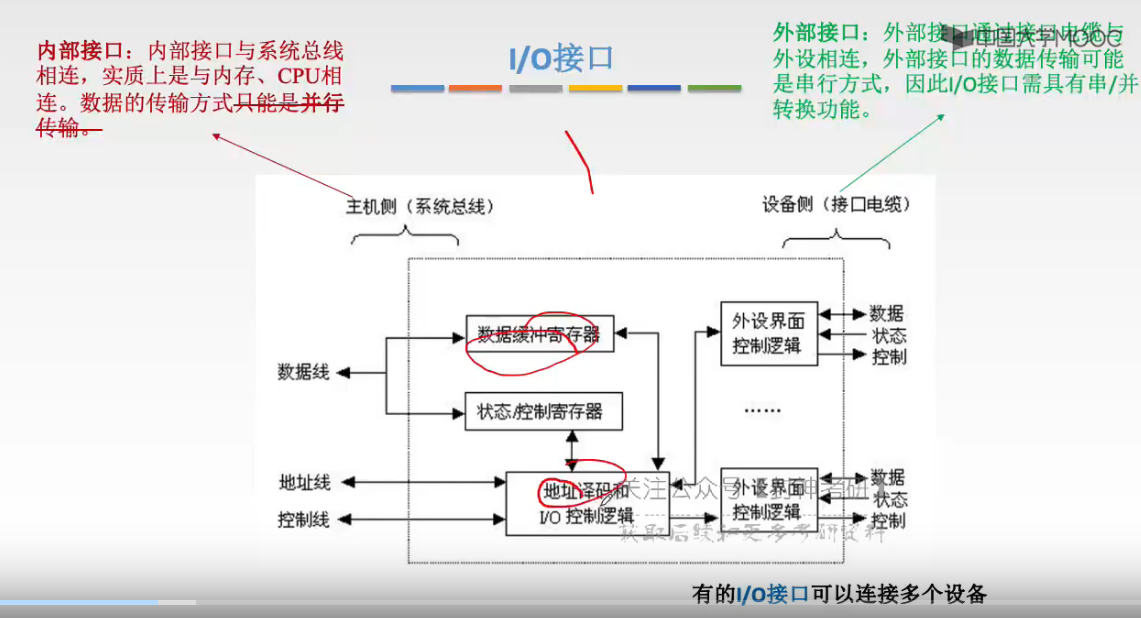 内部接口：内部接口与系统总线
相连，实质上是与内存、CPU相
连。数据的传输方式只能是并行
传输。
I/O接口
中国大学MOOC
外部接口：外部接口通过接口电缆与
外设相连，外部接口的数据传输可能
是串行方式，因此I/O接口需具有串/并
转换功能。
主机侧（系统总线）
设备侧（接口电缆）
数据缓冲寄存器
外设界面
控制逻辑
数据
状态
控制
数据线
状态/控制寄存器
……
地址线
控制线
地址译码和
I/O 控制逻辑
外设界面
控制逻辑
数据
状态
控制
关注公众号
获取后续和更多考研资料
有的I/O接口可以连接多个设备